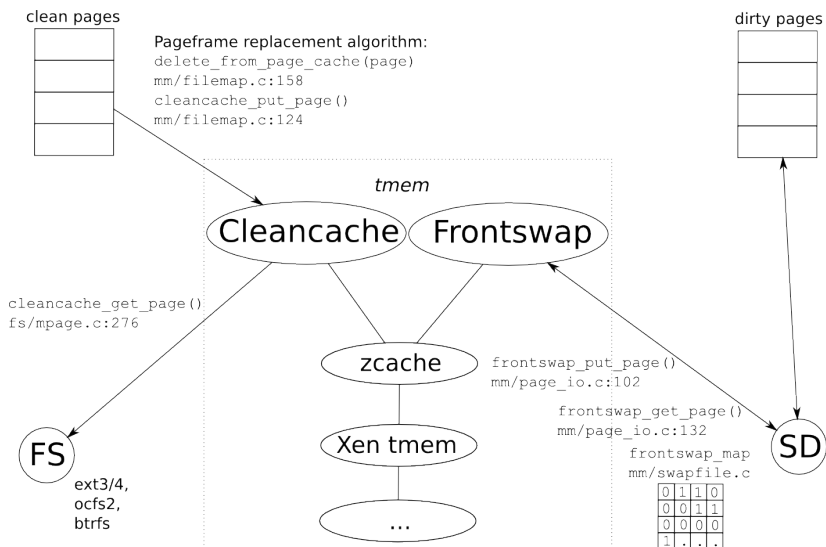 clean pages
dirty pages
Pageframe replacement algorithm:
delete_from_page_cache(page)
mm/filemap.c:158
cleancache_put_page()
mm/filemap.c:124
tmem
Cleancache
Frontswap
cleancache_get_page()
fs/mpage.c:276
zcache
frontswap_put_page()
mm/page_io.c:102
frontswap_get_page()
mm/page_io.c:132
FS
Xen tmem
SD
frontswap_map
mm/swapfile.c
ext3/4,
ocfs2,
btrfs
...
0 1 1 0
0 0 1 1
0 0 0 0
1 . . .